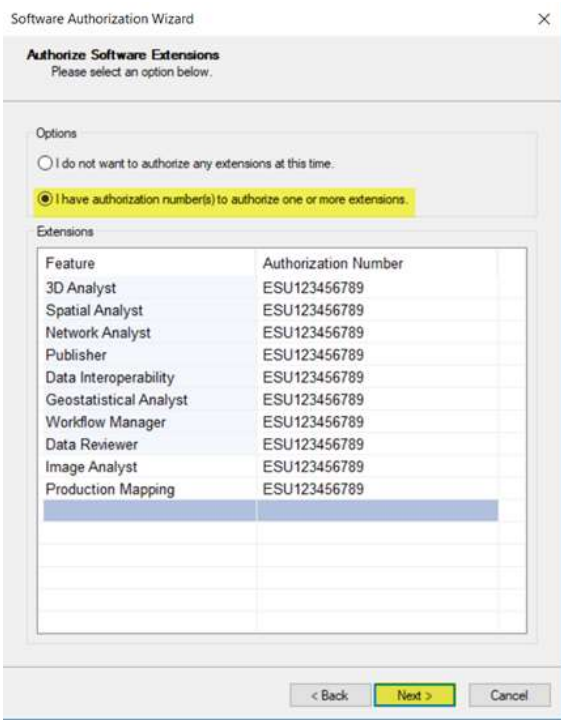 Software Authorization Wizard
Authorize Software Extensions
Please select an option below.
Options
I do not want to authorize any extensions at this time.
I have authorization number(s) to authorize one or more extensions.
Extensions
Feature Authorization Number
3D Analyst ESU123456789
Spatial Analyst ESU123456789
Network Analyst ESU123456789
Publisher ESU123456789
Data Interoperability ESU123456789
Geostatistical Analyst ESU123456789
Workflow Manager ESU123456789
Data Reviewer ESU123456789
Image Analyst ESU123456789
Production Mapping ESU123456789
< Back Next > Cancel